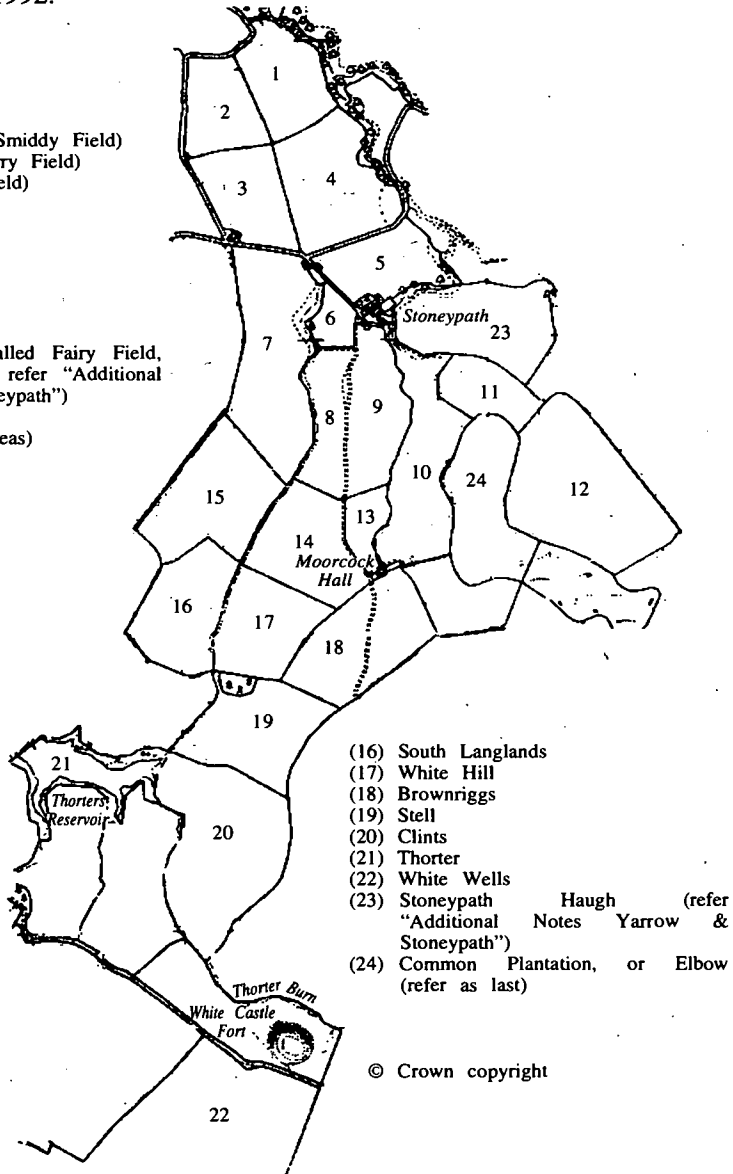 1992.
Smiddy Field)
rry Field)
eld)
alled Fairy Field,
refer "Additional
eypath")
eas)
1
2
3
4
5
6
7
Stoneypath
23
8
9
10
11
24
12
15
13
14
Moorcock
Hall
16
17
18
19
21
Thorters
Reservoir
20
(16) South Langlands
(17) White Hill
(18) Brownriggs
(19) Stell
(20) Clints
(21) Thorter
(22) White Wells
(23) Stoneypath Haugh (refer
"Additional Notes Yarrow &
Stoneypath")
(24) Common Plantation, or Elbow
(refer as last)
Thorter Burn
White Castle
Fort
© Crown copyright
22